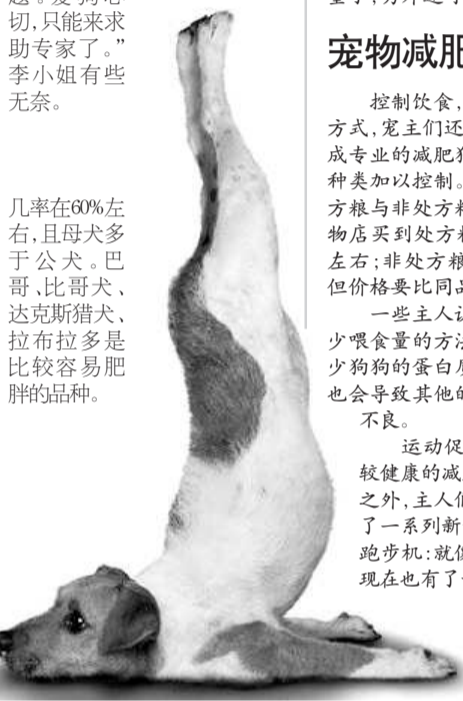 切,只能来求
助专家了。”
李小姐有些
无奈。
几率在60%左
右,且母犬多
于公犬。巴
哥、比哥犬、
达克斯猎犬、
拉布拉多是
比较容易肥
胖的品种。
宠物减肥
控制饮食,
方式,宠主们还
成专业的减肥
种类加以控制。
方粮与非处方
物店买到处方
左右;非处方粮
但价格要比同品
一些主人认
少喂食量的方法
少狗狗的蛋白质
也会导致其他的
不良。
运动促
较健康的减
之外,主人们
了一系列新
跑步机:就像
现在也有了一